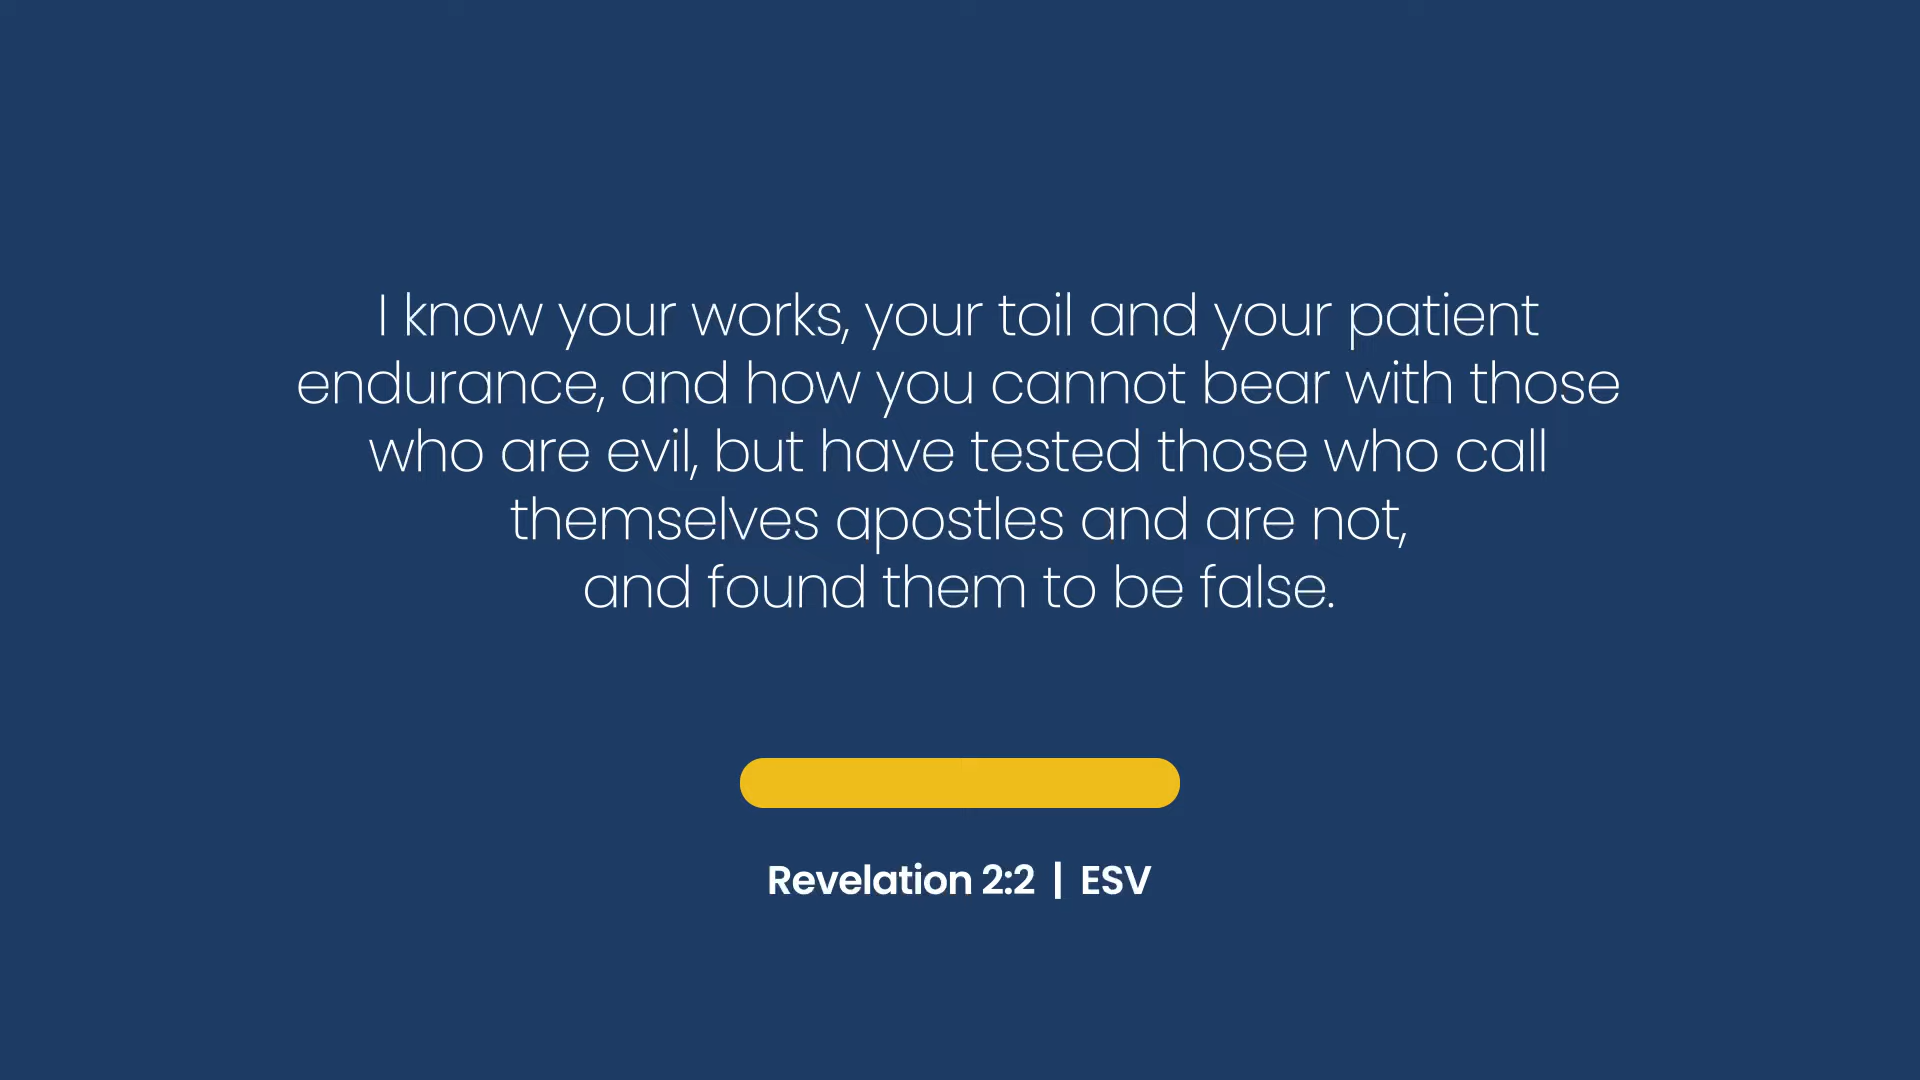 I know your works, your toil and your patient
endurance, and how you cannot bear with those
who are evil, but have tested those who call
themselves apostles and are not,
and found them to be false.
Revelation 2:2 | ESV